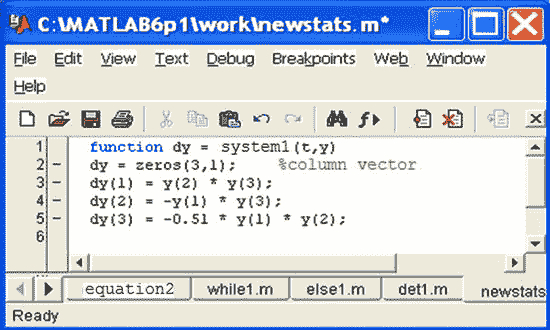 C:\MATLAB6p1\work\newstats.m*
File Edit View Text Debug Breakpoints Web Window
Help
1 function dy = system1(t,y)
2 - dy = zeros(3,1); %column vector
3 - dy(1) = y(2) * y(3);
4 - dy(2) = -y(1) * y(3);
5 - dy(3) = -0.51 * y(1) * y(2);
6
equation2 while1.m else1.m det1.m newstats
Ready